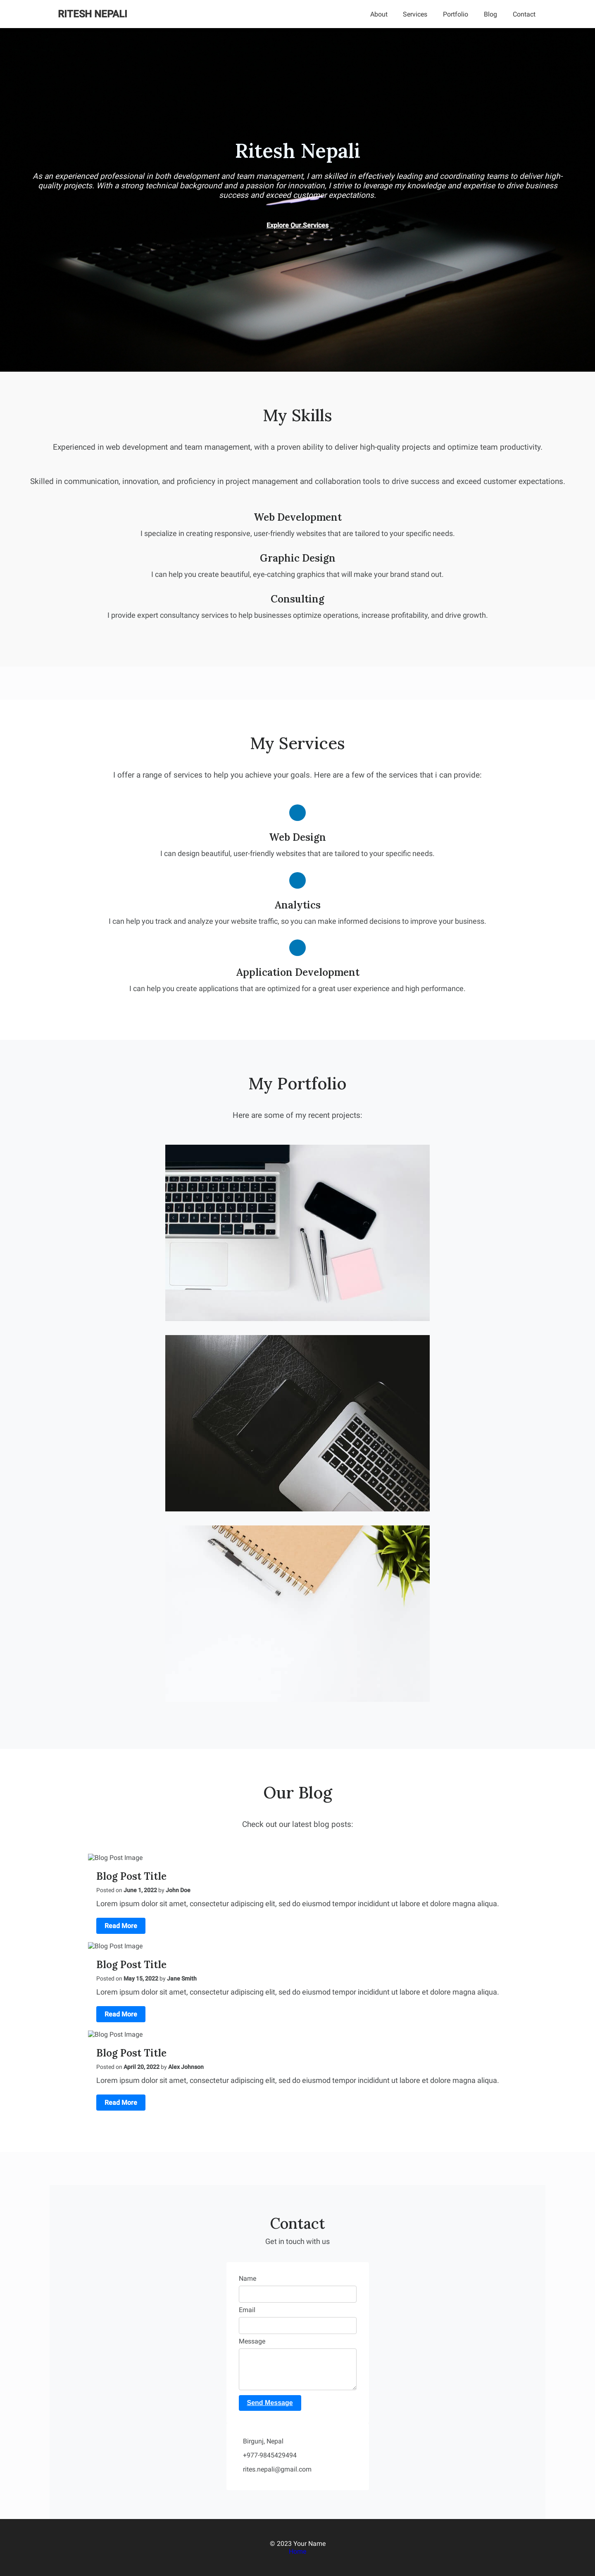 RITESH NEPALI
About Services Portfolio Blog Contact
Ritesh Nepali
As an experienced professional in both development and team management, I am skilled in effectively leading and coordinating teams to deliver high-
quality projects. With a strong technical background and a passion for innovation, I strive to leverage my knowledge and expertise to drive business
success and exceed customer expectations.
Explore Our Services
My Skills
Experienced in web development and team management, with a proven ability to deliver high-quality projects and optimize team productivity.
Skilled in communication, innovation, and proficiency in project management and collaboration tools to drive success and exceed customer expectations.
Web Development
I specialize in creating responsive, user-friendly websites that are tailored to your specific needs.
Graphic Design
I can help you create beautiful, eye-catching graphics that will make your brand stand out.
Consulting
I provide expert consultancy services to help businesses optimize operations, increase profitability, and drive growth.
My Services
I offer a range of services to help you achieve your goals. Here are a few of the services that i can provide:
Web Design
I can design beautiful, user-friendly websites that are tailored to your specific needs.
Analytics
I can help you track and analyze your website traffic, so you can make informed decisions to improve your business.
Application Development
I can help you create applications that are optimized for a great user experience and high performance.
My Portfolio
Here are some of my recent projects:
Our Blog
Check out our latest blog posts:
Blog Post Image
Blog Post Title
Posted on June 1, 2022 by John Doe
Lorem ipsum dolor sit amet, consectetur adipiscing elit, sed do eiusmod tempor incididunt ut labore et dolore magna aliqua.
Read More
Blog Post Image
Blog Post Title
Posted on May 15, 2022 by Jane Smith
Lorem ipsum dolor sit amet, consectetur adipiscing elit, sed do eiusmod tempor incididunt ut labore et dolore magna aliqua.
Read More
Blog Post Image
Blog Post Title
Posted on April 20, 2022 by Alex Johnson
Lorem ipsum dolor sit amet, consectetur adipiscing elit, sed do eiusmod tempor incididunt ut labore et dolore magna aliqua.
Read More
Contact
Get in touch with us
Name
Email
Message
Send Message
Birgunj, Nepal
+977-9845429494
rites.nepali@gmail.com
© 2023 Your Name